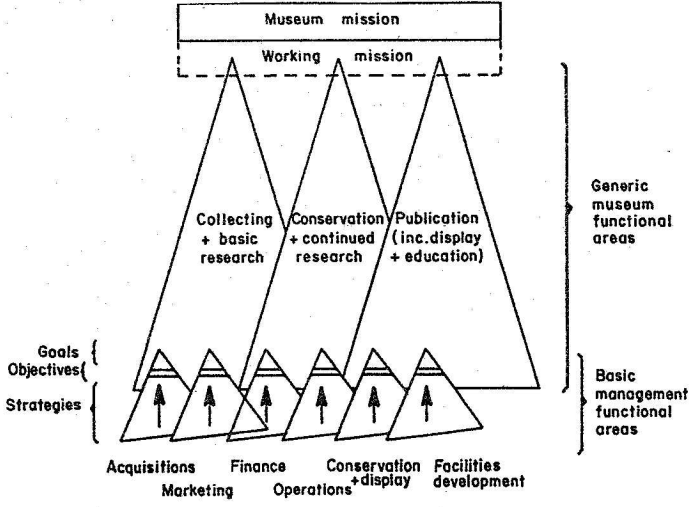 Museum mission
Working mission
Collecting
+ basic
research
Conservation
+ continued
research
Publication
(inc.display
+ education)
Generic
museum
functional
areas
Goals
Objectives
Strategies
Basic
management
functional
areas
Acquisitions
Marketing
Finance
Operations
Conservation
+display
Facilities
development